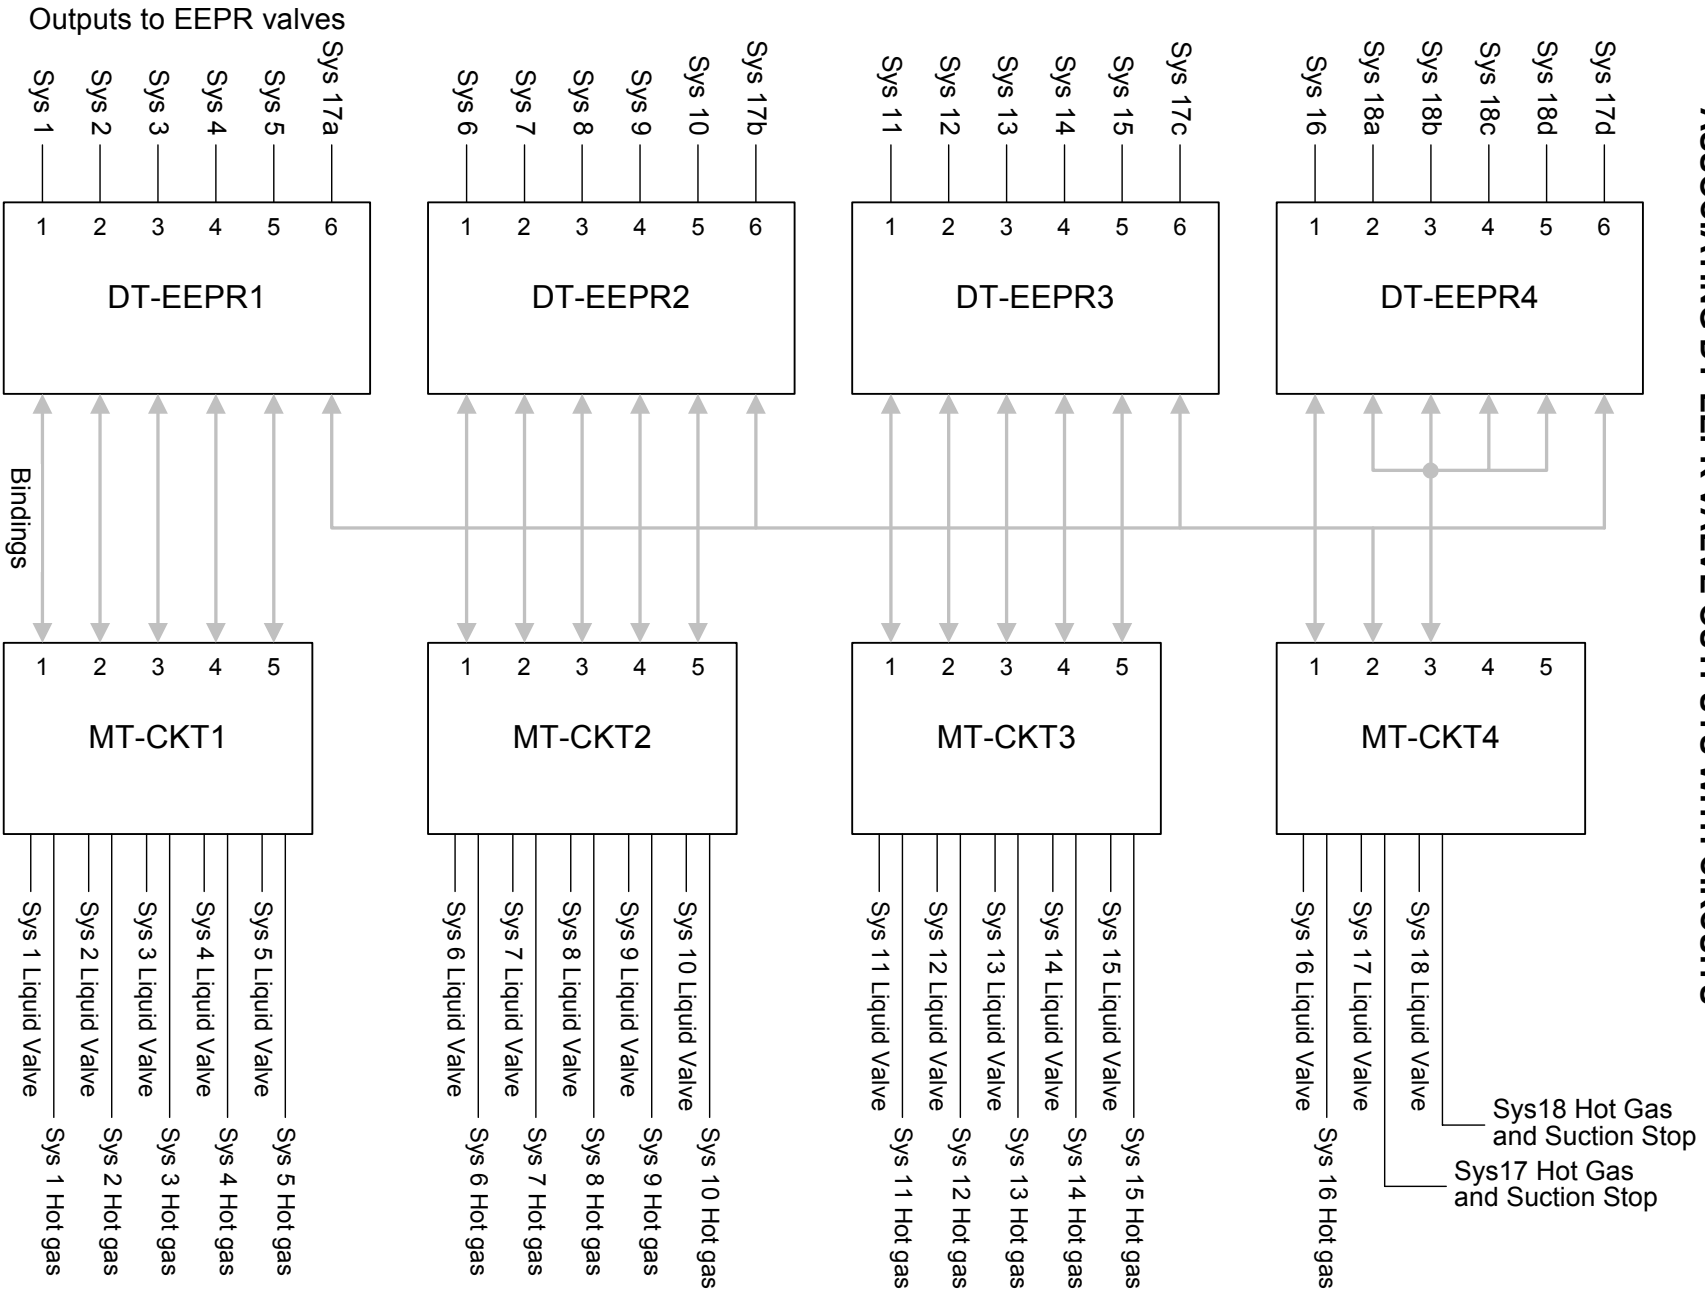 Outputs to EEPR valves
Sys 1
Sys 2
Sys 3
Sys 4
Sys 5
Sys 17a
Sys 6
Sys 7
Sys 8
Sys 9
Sys 10
Sys 17b
Sys 11
Sys 12
Sys 13
Sys 14
Sys 15
Sys 17c
Sys 16
Sys 18a
Sys 18b
Sys 18c
Sys 18d
Sys 17d
1 2 3 4 5 6
DT-EEPR1
1 2 3 4 5 6
DT-EEPR2
1 2 3 4 5 6
DT-EEPR3
1 2 3 4 5 6
DT-EEPR4
Bindings
1 2 3 4 5
MT-CKT1
1 2 3 4 5
MT-CKT2
1 2 3 4 5
MT-CKT3
1 2 3 4 5
MT-CKT4
Sys 1 Liquid Valve
Sys 1 Hot gas
Sys 2 Liquid Valve
Sys 2 Hot gas
Sys 3 Liquid Valve
Sys 3 Hot gas
Sys 4 Liquid Valve
Sys 4 Hot gas
Sys 5 Liquid Valve
Sys 5 Hot gas
Sys 6 Liquid Valve
Sys 6 Hot gas
Sys 7 Liquid Valve
Sys 7 Hot gas
Sys 8 Liquid Valve
Sys 8 Hot gas
Sys 9 Liquid Valve
Sys 9 Hot gas
Sys 10 Liquid Valve
Sys 10 Hot gas
Sys 11 Liquid Valve
Sys 11 Hot gas
Sys 12 Liquid Valve
Sys 12 Hot gas
Sys 13 Liquid Valve
Sys 13 Hot gas
Sys 14 Liquid Valve
Sys 14 Hot gas
Sys 15 Liquid Valve
Sys 15 Hot gas
Sys 16 Liquid Valve
Sys 16 Hot gas
Sys 17 Liquid Valve
Sys 18 Liquid Valve
Sys18 Hot Gas
and Suction Stop
Sys17 Hot Gas
and Suction Stop